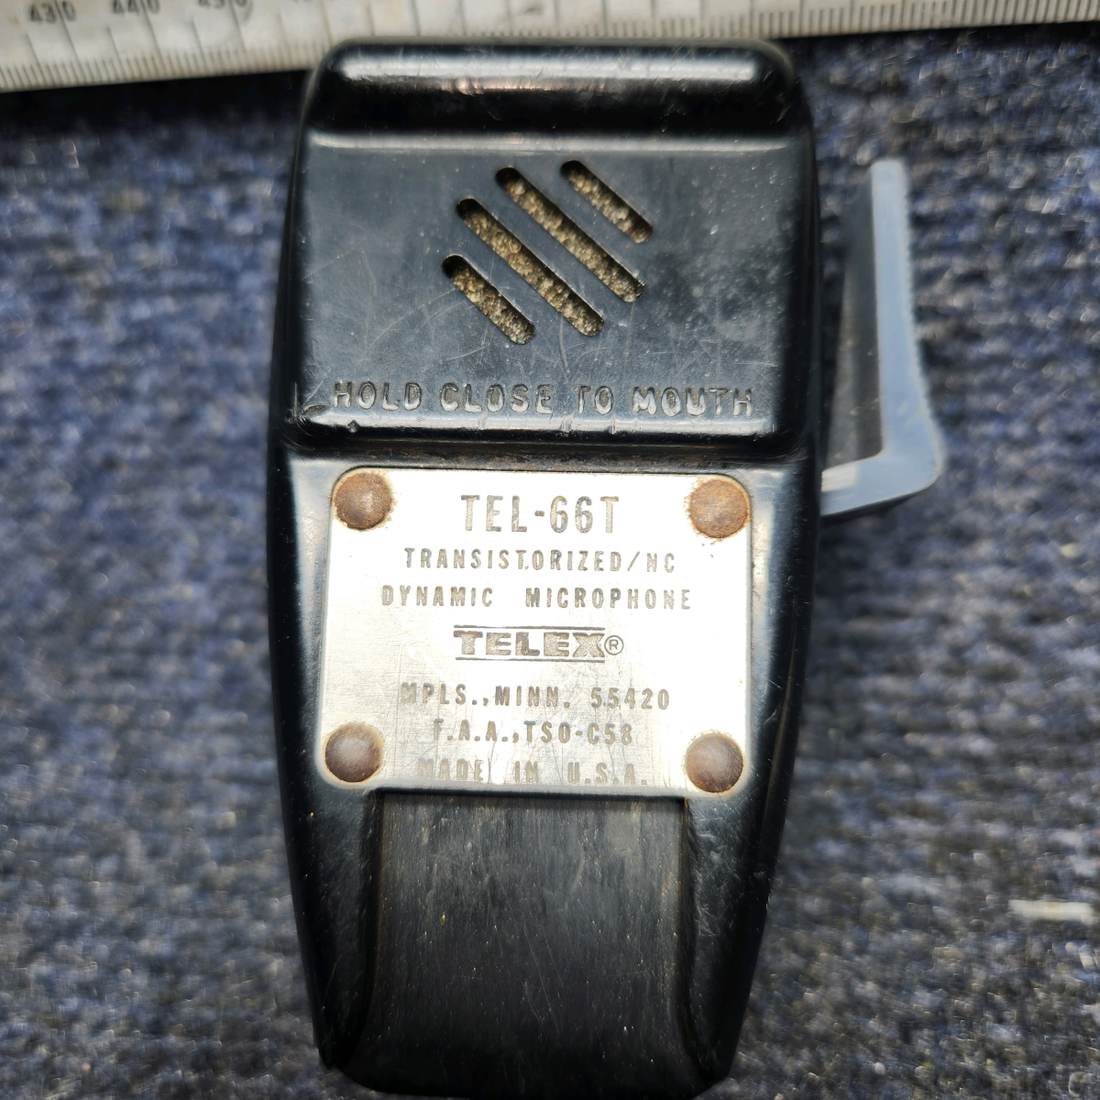 430 440 450
HOLD CLOSE TO MOUTH
TEL-66T
TRANSISTORIZED/NC
DYNAMIC MICROPHONE
TELEX®
MPLS., MINN. 55420
F.A.A., TSO-C58
MADE IN U.S.A.